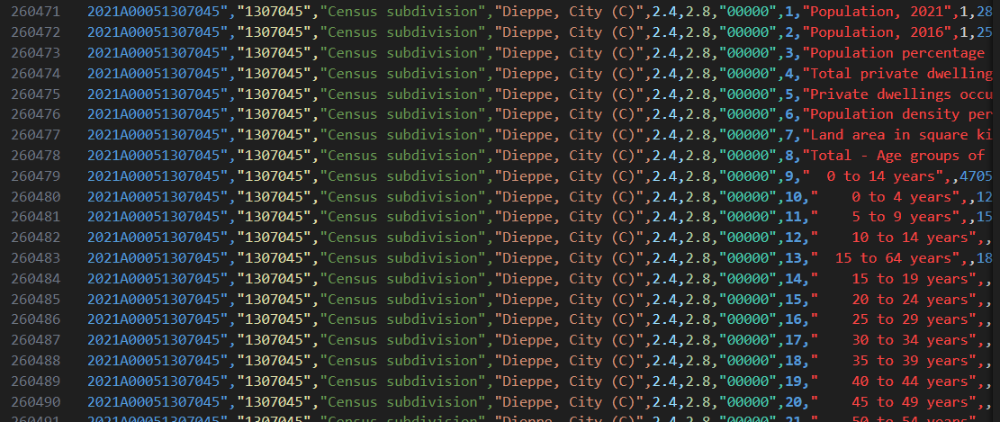 260471 2021A00051307045","1307045","Census subdivision","Dieppe, City (C)",2.4,2.8,"00000",1,"Population, 2021",1,28
260472 2021A00051307045","1307045","Census subdivision","Dieppe, City (C)",2.4,2.8,"00000",2,"Population, 2016",1,25
260473 2021A00051307045","1307045","Census subdivision","Dieppe, City (C)",2.4,2.8,"00000",3,"Population percentage
260474 2021A00051307045","1307045","Census subdivision","Dieppe, City (C)",2.4,2.8,"00000",4,"Total private dwelling
260475 2021A00051307045","1307045","Census subdivision","Dieppe, City (C)",2.4,2.8,"00000",5,"Private dwellings occu
260476 2021A00051307045","1307045","Census subdivision","Dieppe, City (C)",2.4,2.8,"00000",6,"Population density per
260477 2021A00051307045","1307045","Census subdivision","Dieppe, City (C)",2.4,2.8,"00000",7,"Land area in square ki
260478 2021A00051307045","1307045","Census subdivision","Dieppe, City (C)",2.4,2.8,"00000",8,"Total - Age groups of
260479 2021A00051307045","1307045","Census subdivision","Dieppe, City (C)",2.4,2.8,"00000",9,"  0 to 14 years",,4705
260480 2021A00051307045","1307045","Census subdivision","Dieppe, City (C)",2.4,2.8,"00000",10,"    0 to 4 years",,12
260481 2021A00051307045","1307045","Census subdivision","Dieppe, City (C)",2.4,2.8,"00000",11,"    5 to 9 years",,15
260482 2021A00051307045","1307045","Census subdivision","Dieppe, City (C)",2.4,2.8,"00000",12,"    10 to 14 years",,
260483 2021A00051307045","1307045","Census subdivision","Dieppe, City (C)",2.4,2.8,"00000",13,"  15 to 64 years",,18
260484 2021A00051307045","1307045","Census subdivision","Dieppe, City (C)",2.4,2.8,"00000",14,"    15 to 19 years",,
260485 2021A00051307045","1307045","Census subdivision","Dieppe, City (C)",2.4,2.8,"00000",15,"    20 to 24 years",,
260486 2021A00051307045","1307045","Census subdivision","Dieppe, City (C)",2.4,2.8,"00000",16,"    25 to 29 years",,
260487 2021A00051307045","1307045","Census subdivision","Dieppe, City (C)",2.4,2.8,"00000",17,"    30 to 34 years",,
260488 2021A00051307045","1307045","Census subdivision","Dieppe, City (C)",2.4,2.8,"00000",18,"    35 to 39 years",,
260489 2021A00051307045","1307045","Census subdivision","Dieppe, City (C)",2.4,2.8,"00000",19,"    40 to 44 years",,
260490 2021A00051307045","1307045","Census subdivision","Dieppe, City (C)",2.4,2.8,"00000",20,"    45 to 49 years",,
260491 2021A00051307045","1307045","Census subdivision","Dieppe, City (C)",2.4,2.8,"00000",21,"    50 to 54 years",,